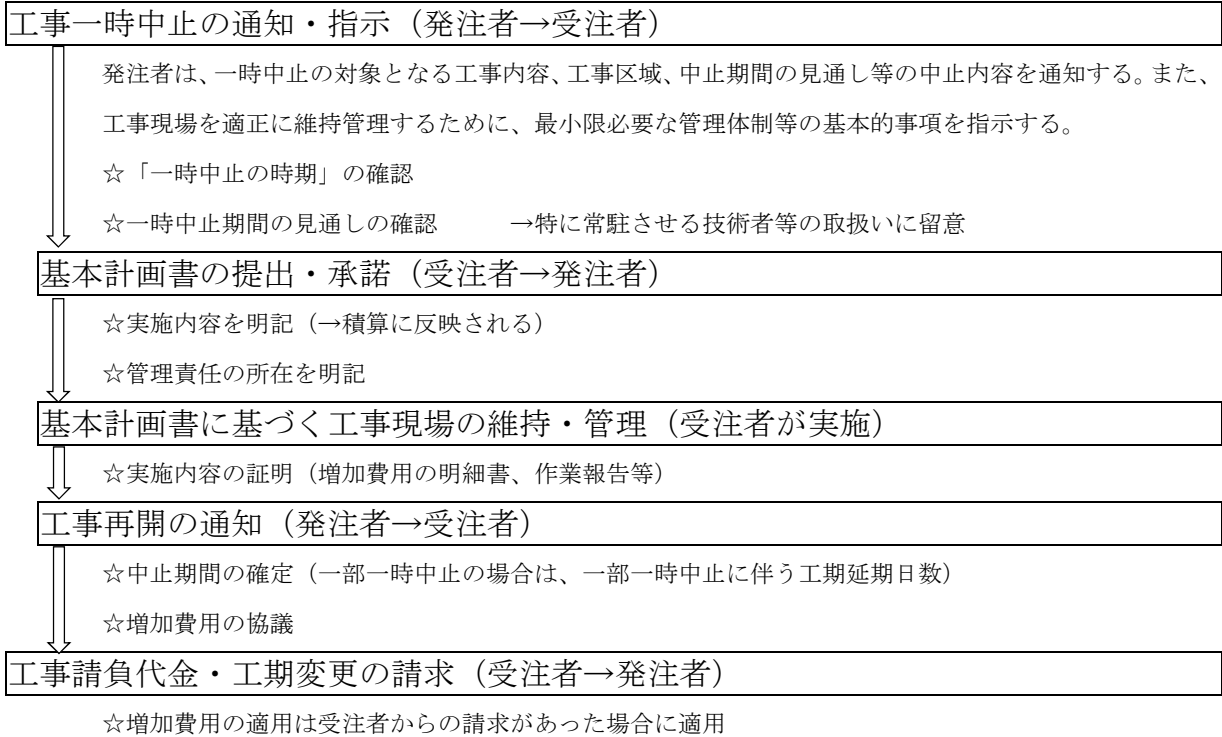 工事一時中止の通知・指示（発注者→受注者）
発注者は、一時中止の対象となる工事内容、工事区域、中止期間の見通し等の中止内容を通知する。また、
工事現場を適正に維持管理するために、最小限必要な管理体制等の基本的事項を指示する。
☆「一時中止の時期」の確認
☆一時中止期間の見通しの確認　　　→特に常駐させる技術者等の取扱いに留意
基本計画書の提出・承諾（受注者→発注者）
☆実施内容を明記（→積算に反映される）
☆管理責任の所在を明記
基本計画書に基づく工事現場の維持・管理（受注者が実施）
☆実施内容の証明（増加費用の明細書、作業報告等）
工事再開の通知（発注者→受注者）
☆中止期間の確定（一部一時中止の場合は、一部一時中止に伴う工期延期日数）
☆増加費用の協議
工事請負代金・工期変更の請求（受注者→発注者）
☆増加費用の適用は受注者からの請求があった場合に適用